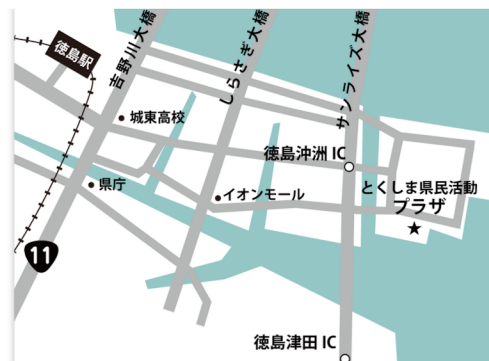 徳島駅
吉野川大橋
しらさぎ大橋
サンライズ大橋
城東高校
徳島沖洲 IC
県庁
イオンモール
とくしま県民活動
プラザ
★
11
徳島津田 IC